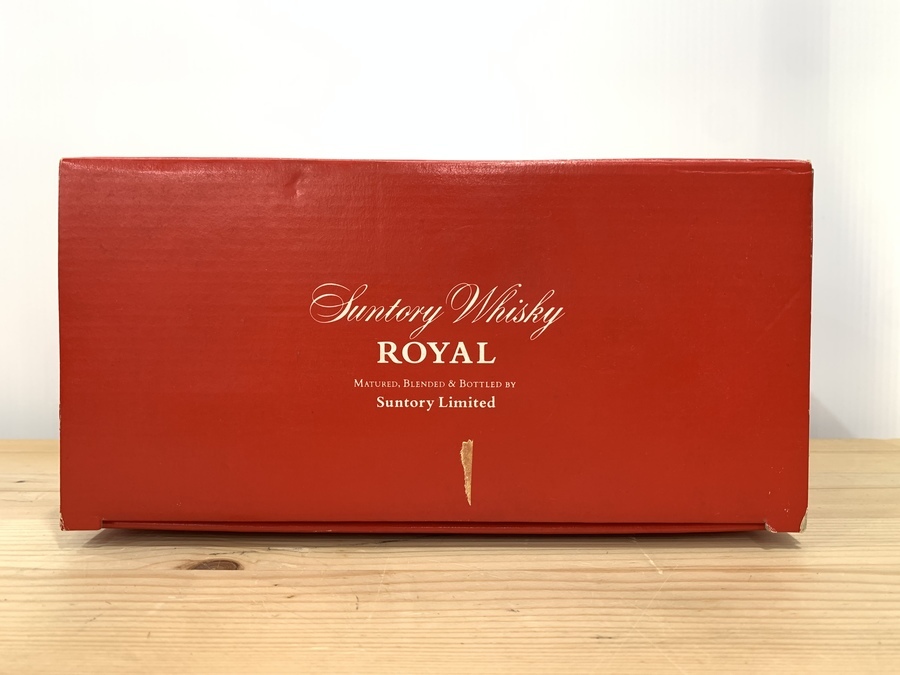 Suntory Whisky
ROYAL
MATURED, BLENDED & BOTTLED BY
Suntory Limited